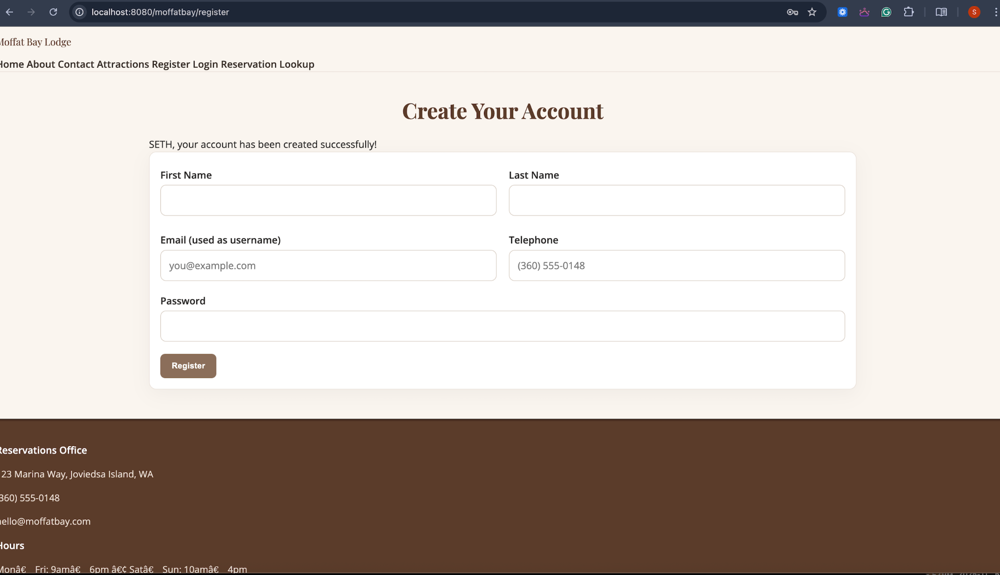 localhost:8080/moffatbay/register
S
Moffat Bay Lodge
Home About Contact Attractions Register Login Reservation Lookup
Create Your Account
SETH, your account has been created successfully!
First Name
Last Name
Email (used as username)
Telephone
you@example.com
(360) 555-0148
Password
Register
Reservations Office
23 Marina Way, Joviedsa Island, WA
360) 555-0148
hello@moffatbay.com
Hours
Monâ€ Fri: 9amâ€ 6pm â€¢ Satâ€ Sun: 10amâ€ 4pm